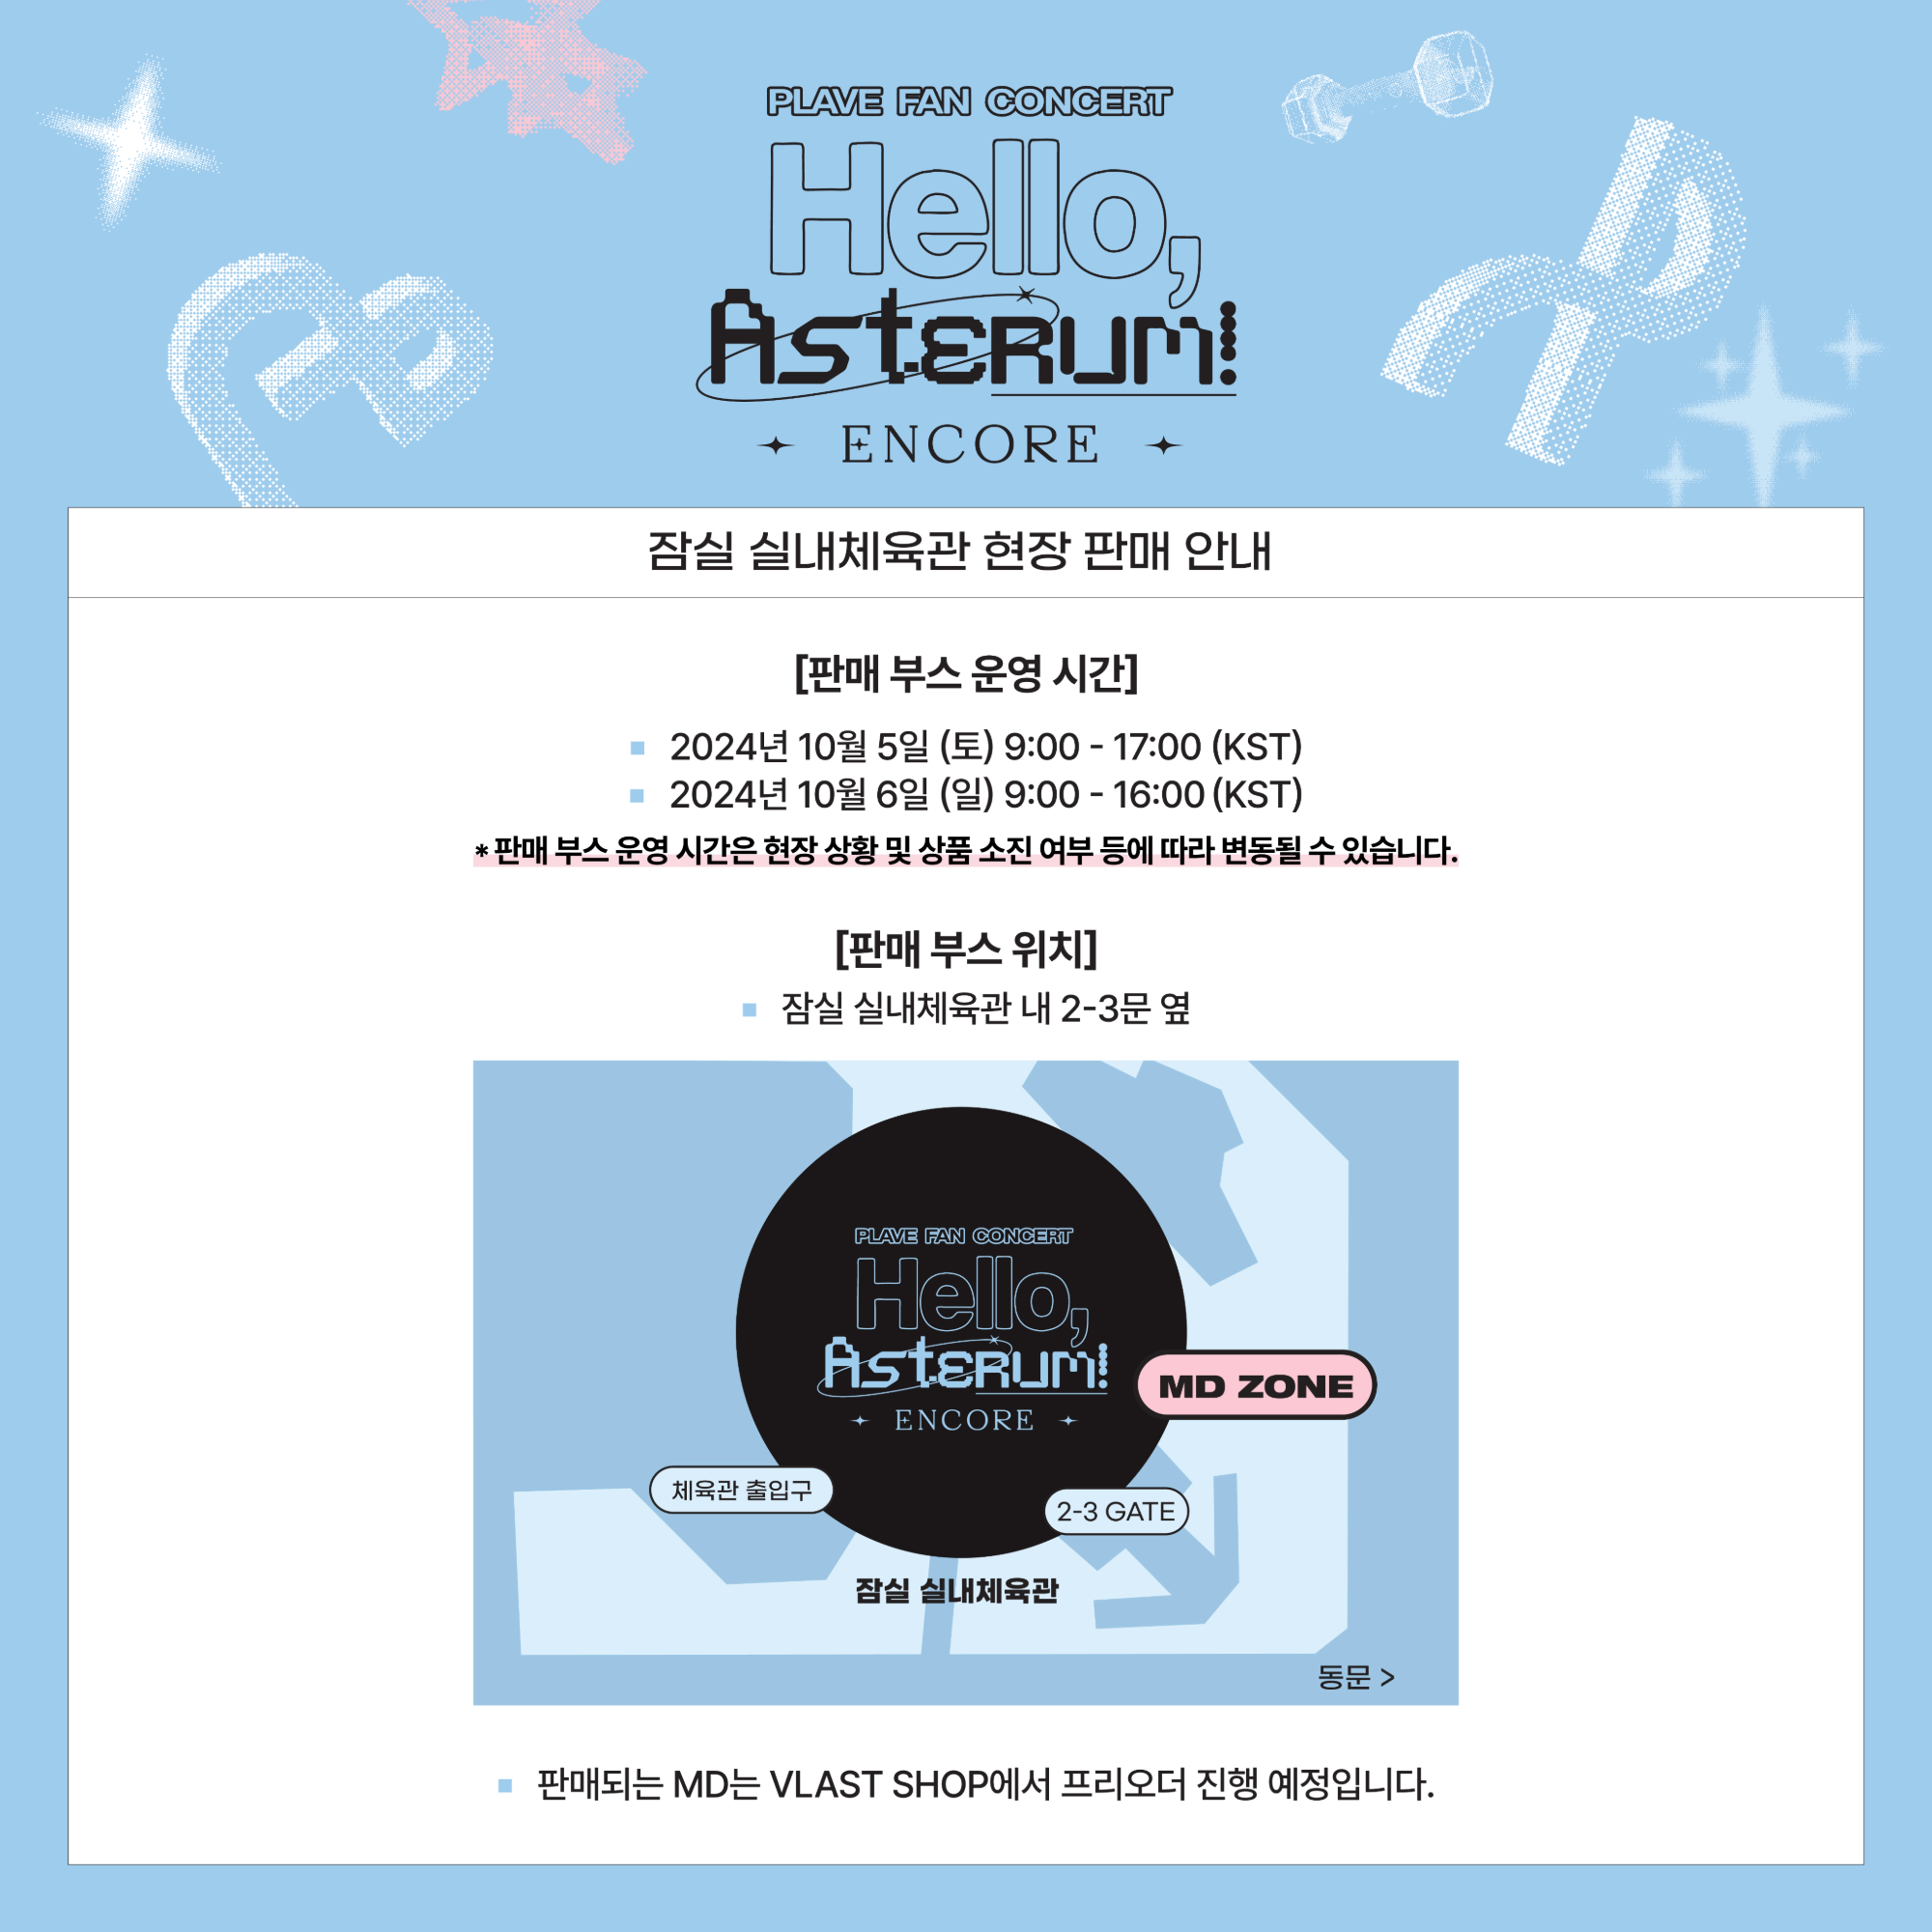 PLAVE FAN CONCERT
Hello,
Asterum!
ENCORE
잠실 실내체육관 현장 판매 안내
[판매 부스 운영 시간]
2024년 10월 5일 (토) 9:00 - 17:00 (KST)
2024년 10월 6일 (일) 9:00 - 16:00 (KST)
* 판매 부스 운영 시간은 현장 상황 및 상품 소진 여부 등에 따라 변동될 수 있습니다.
[판매 부스 위치]
잠실 실내체육관 내 2-3문 옆
PLAVE FAN CONCERT
Hello,
Asterum!
ENCORE
MD ZONE
체육관 출입구
2-3 GATE
잠실 실내체육관
동문 >
판매되는 MD는 VLAST SHOP에서 프리오더 진행 예정입니다.